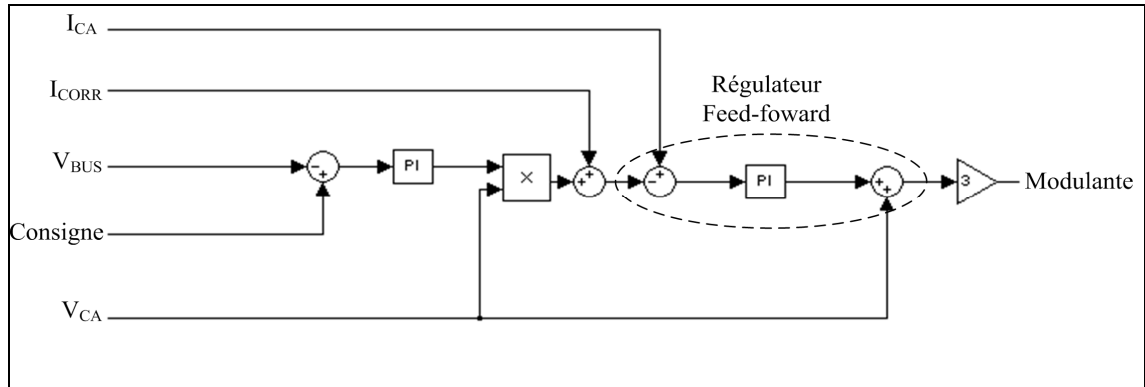 I_CA
I_CORR
Régulateur
Feed-foward
V_BUS
- +
PI
×
+ +
- +
PI
+ +
3
Modulante
Consigne
V_CA